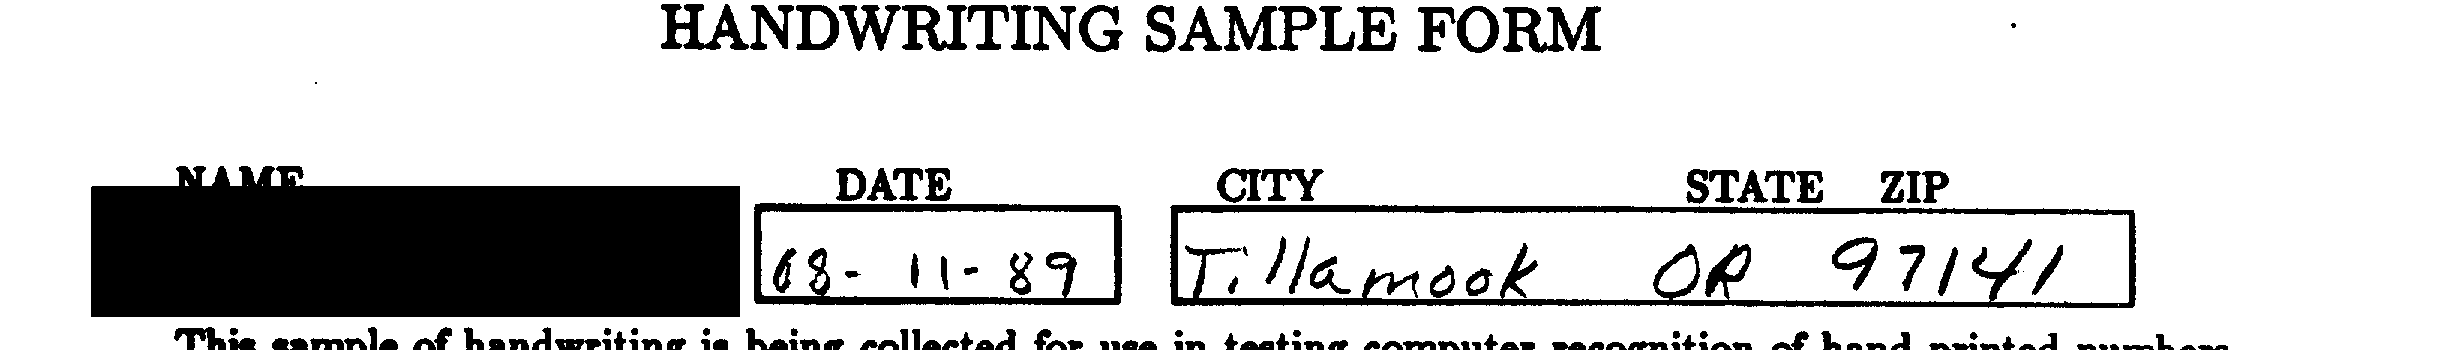 HANDWRITING SAMPLE FORM
NAME DATE CITY STATE ZIP
08-11-89 Tillamook OR 97141
This sample of handwriting is being collected for use in testing computer recognition of hand printed numbers